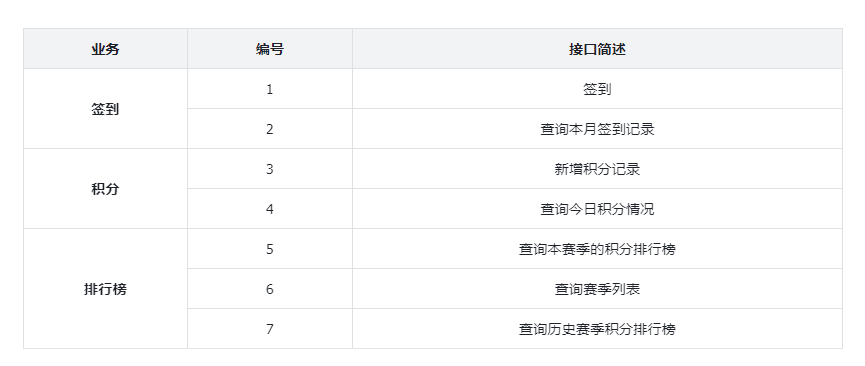 业务 编号 接口简述
签到 1 签到
2 查询本月签到记录
积分 3 新增积分记录
4 查询今日积分情况
排行榜 5 查询本赛季的积分排行榜
6 查询赛季列表
7 查询历史赛季积分排行榜